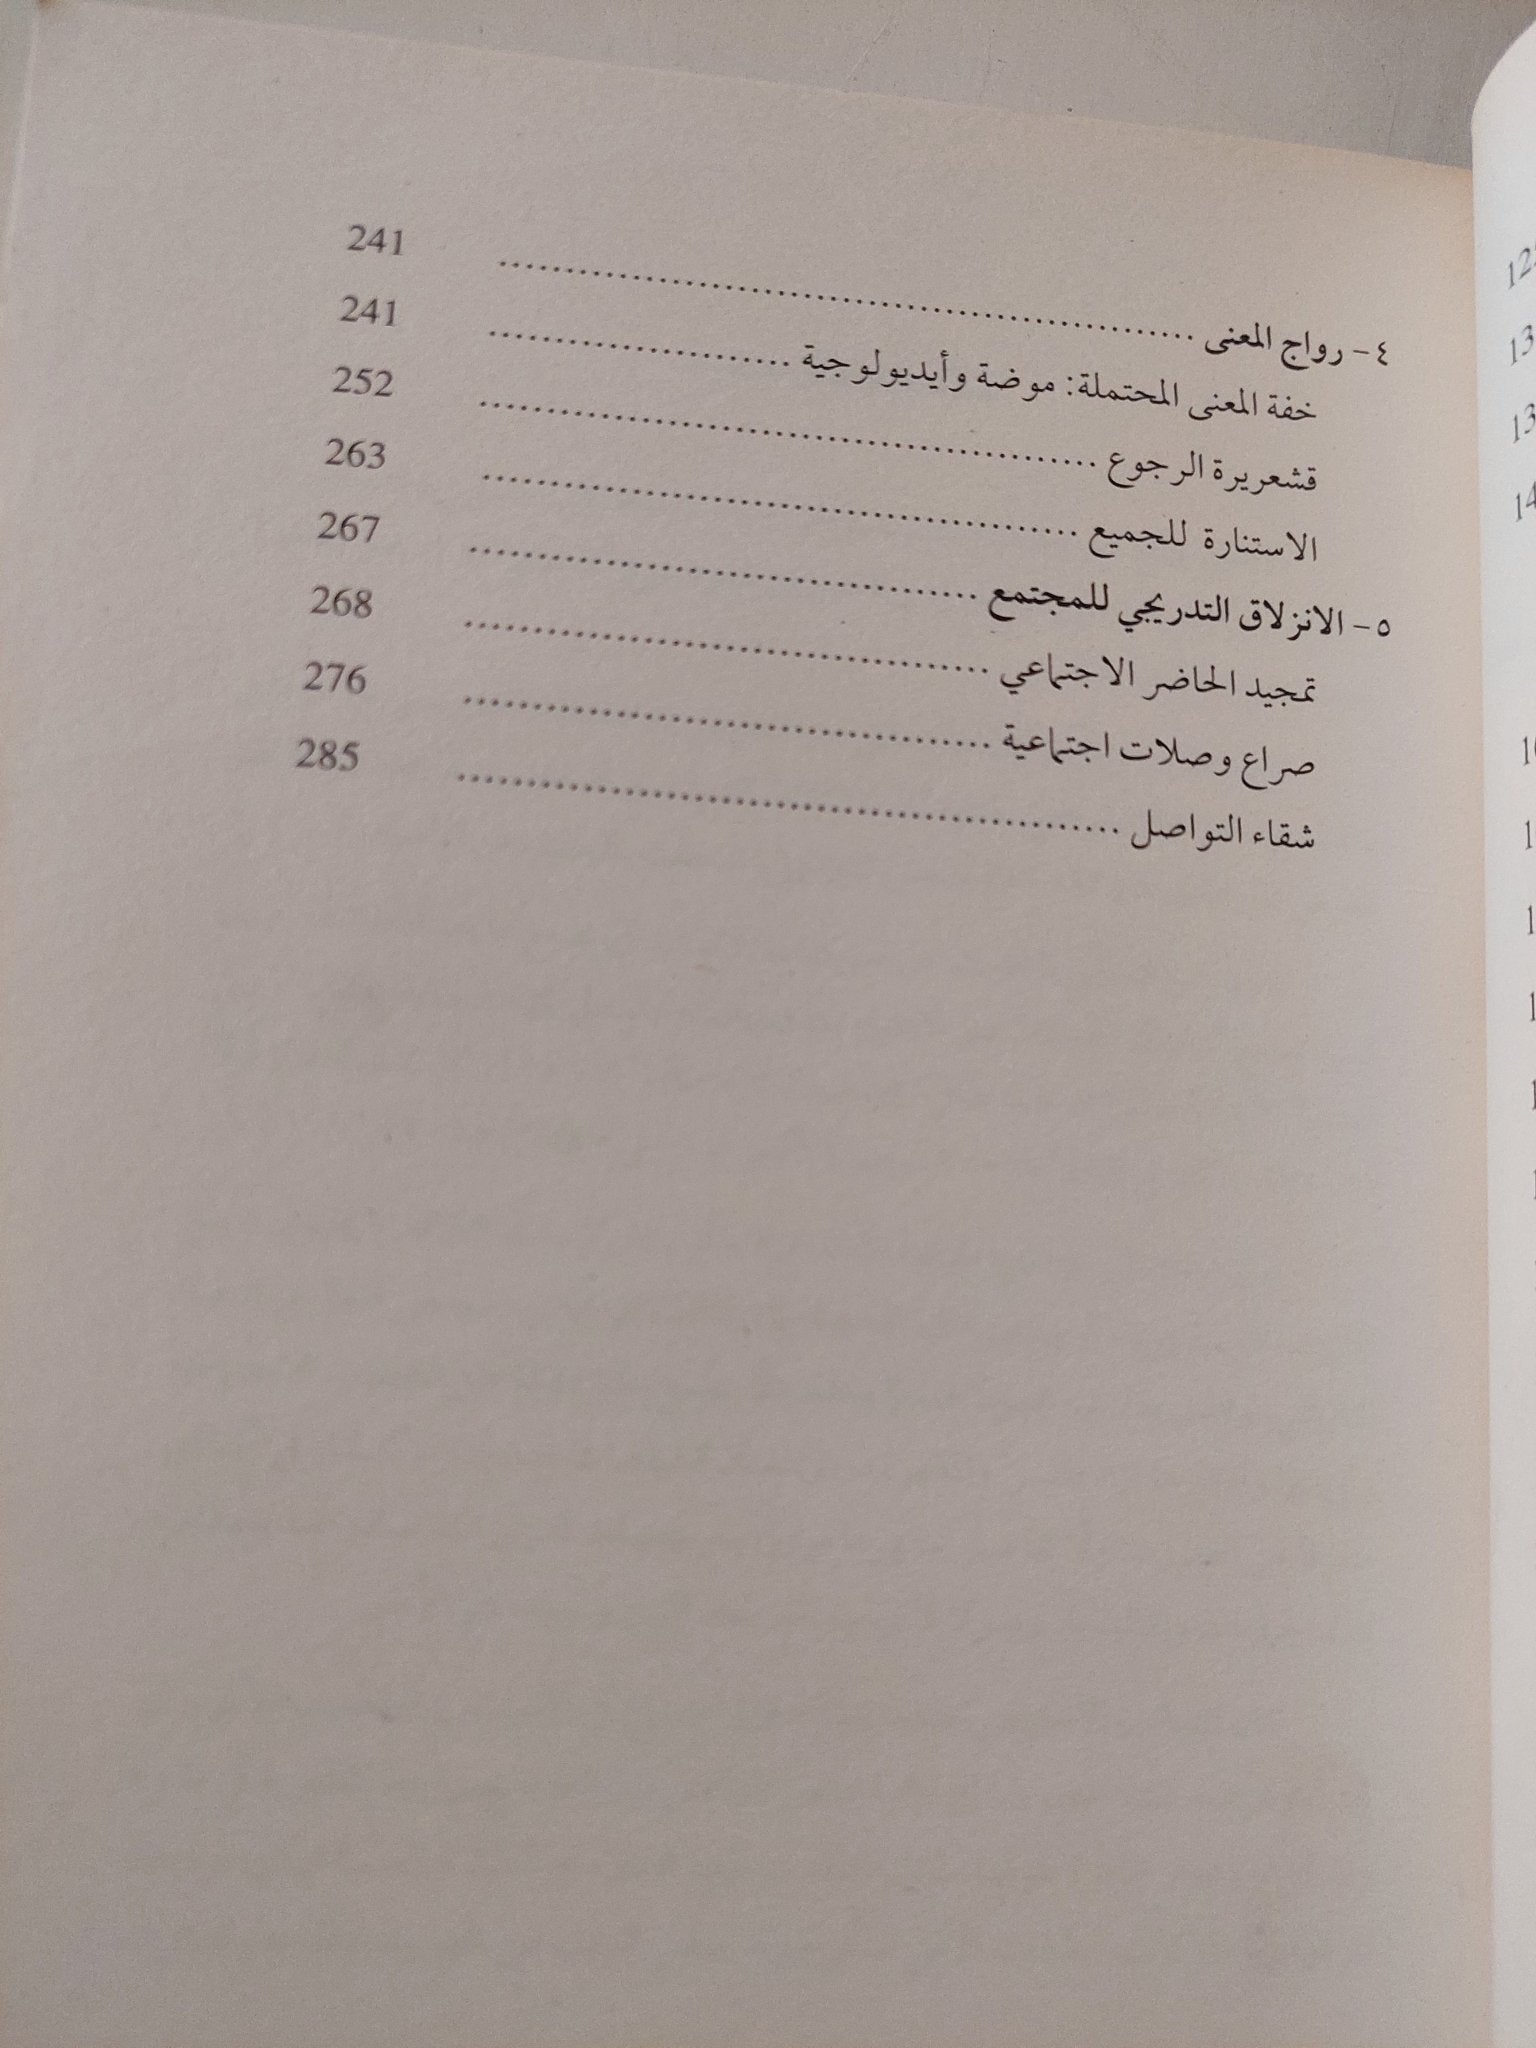 ٤- رواج المعنى ........ 241
خفة المعنى المحتملة: موضة وأيديولوجية ........ 241
قشعريرة الرجوع ........ 252
الاستنارة للجميع ........ 263
٥- الانزلاق التدريجي للمجتمع ........ 267
تمجيد الحاضر الاجتماعي ........ 268
صراع وصلات اجتماعية ........ 276
شقاء التواصل ........ 285